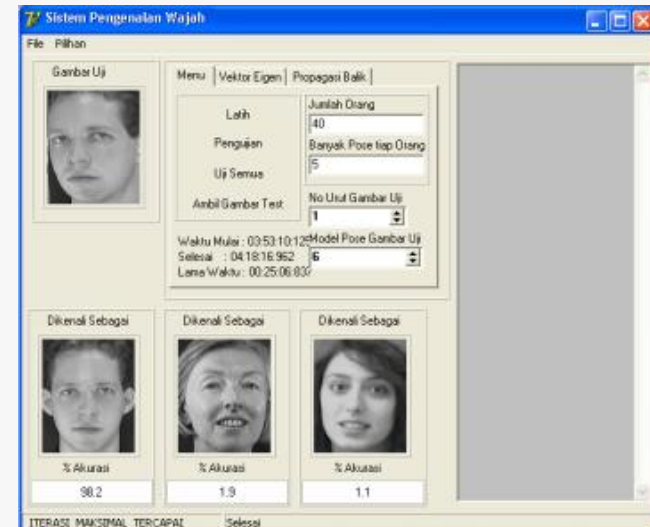 Sistem Pengenalan Wajah
File Pilihan
Gambar Uji
Menu Vektor Eigen Propagasi Balik
Latih
Pengujian
Uji Semua
Ambil Gambar Test
Jumlah Orang
40
Banyak Pose tiap Orang
5
No Urut Gambar Uji
1
Model Pose Gambar Uji
6
Waktu Mulai : 03:53:10:125
Selesai : 04:18:16:962
Lama Waktu : 00:25:06:837
Dikenali Sebagai Dikenali Sebagai Dikenali Sebagai
% Akurasi % Akurasi % Akurasi
98.2 1.9 1.1
ITERASI MAKSIMAL TERCAPAI Selesai